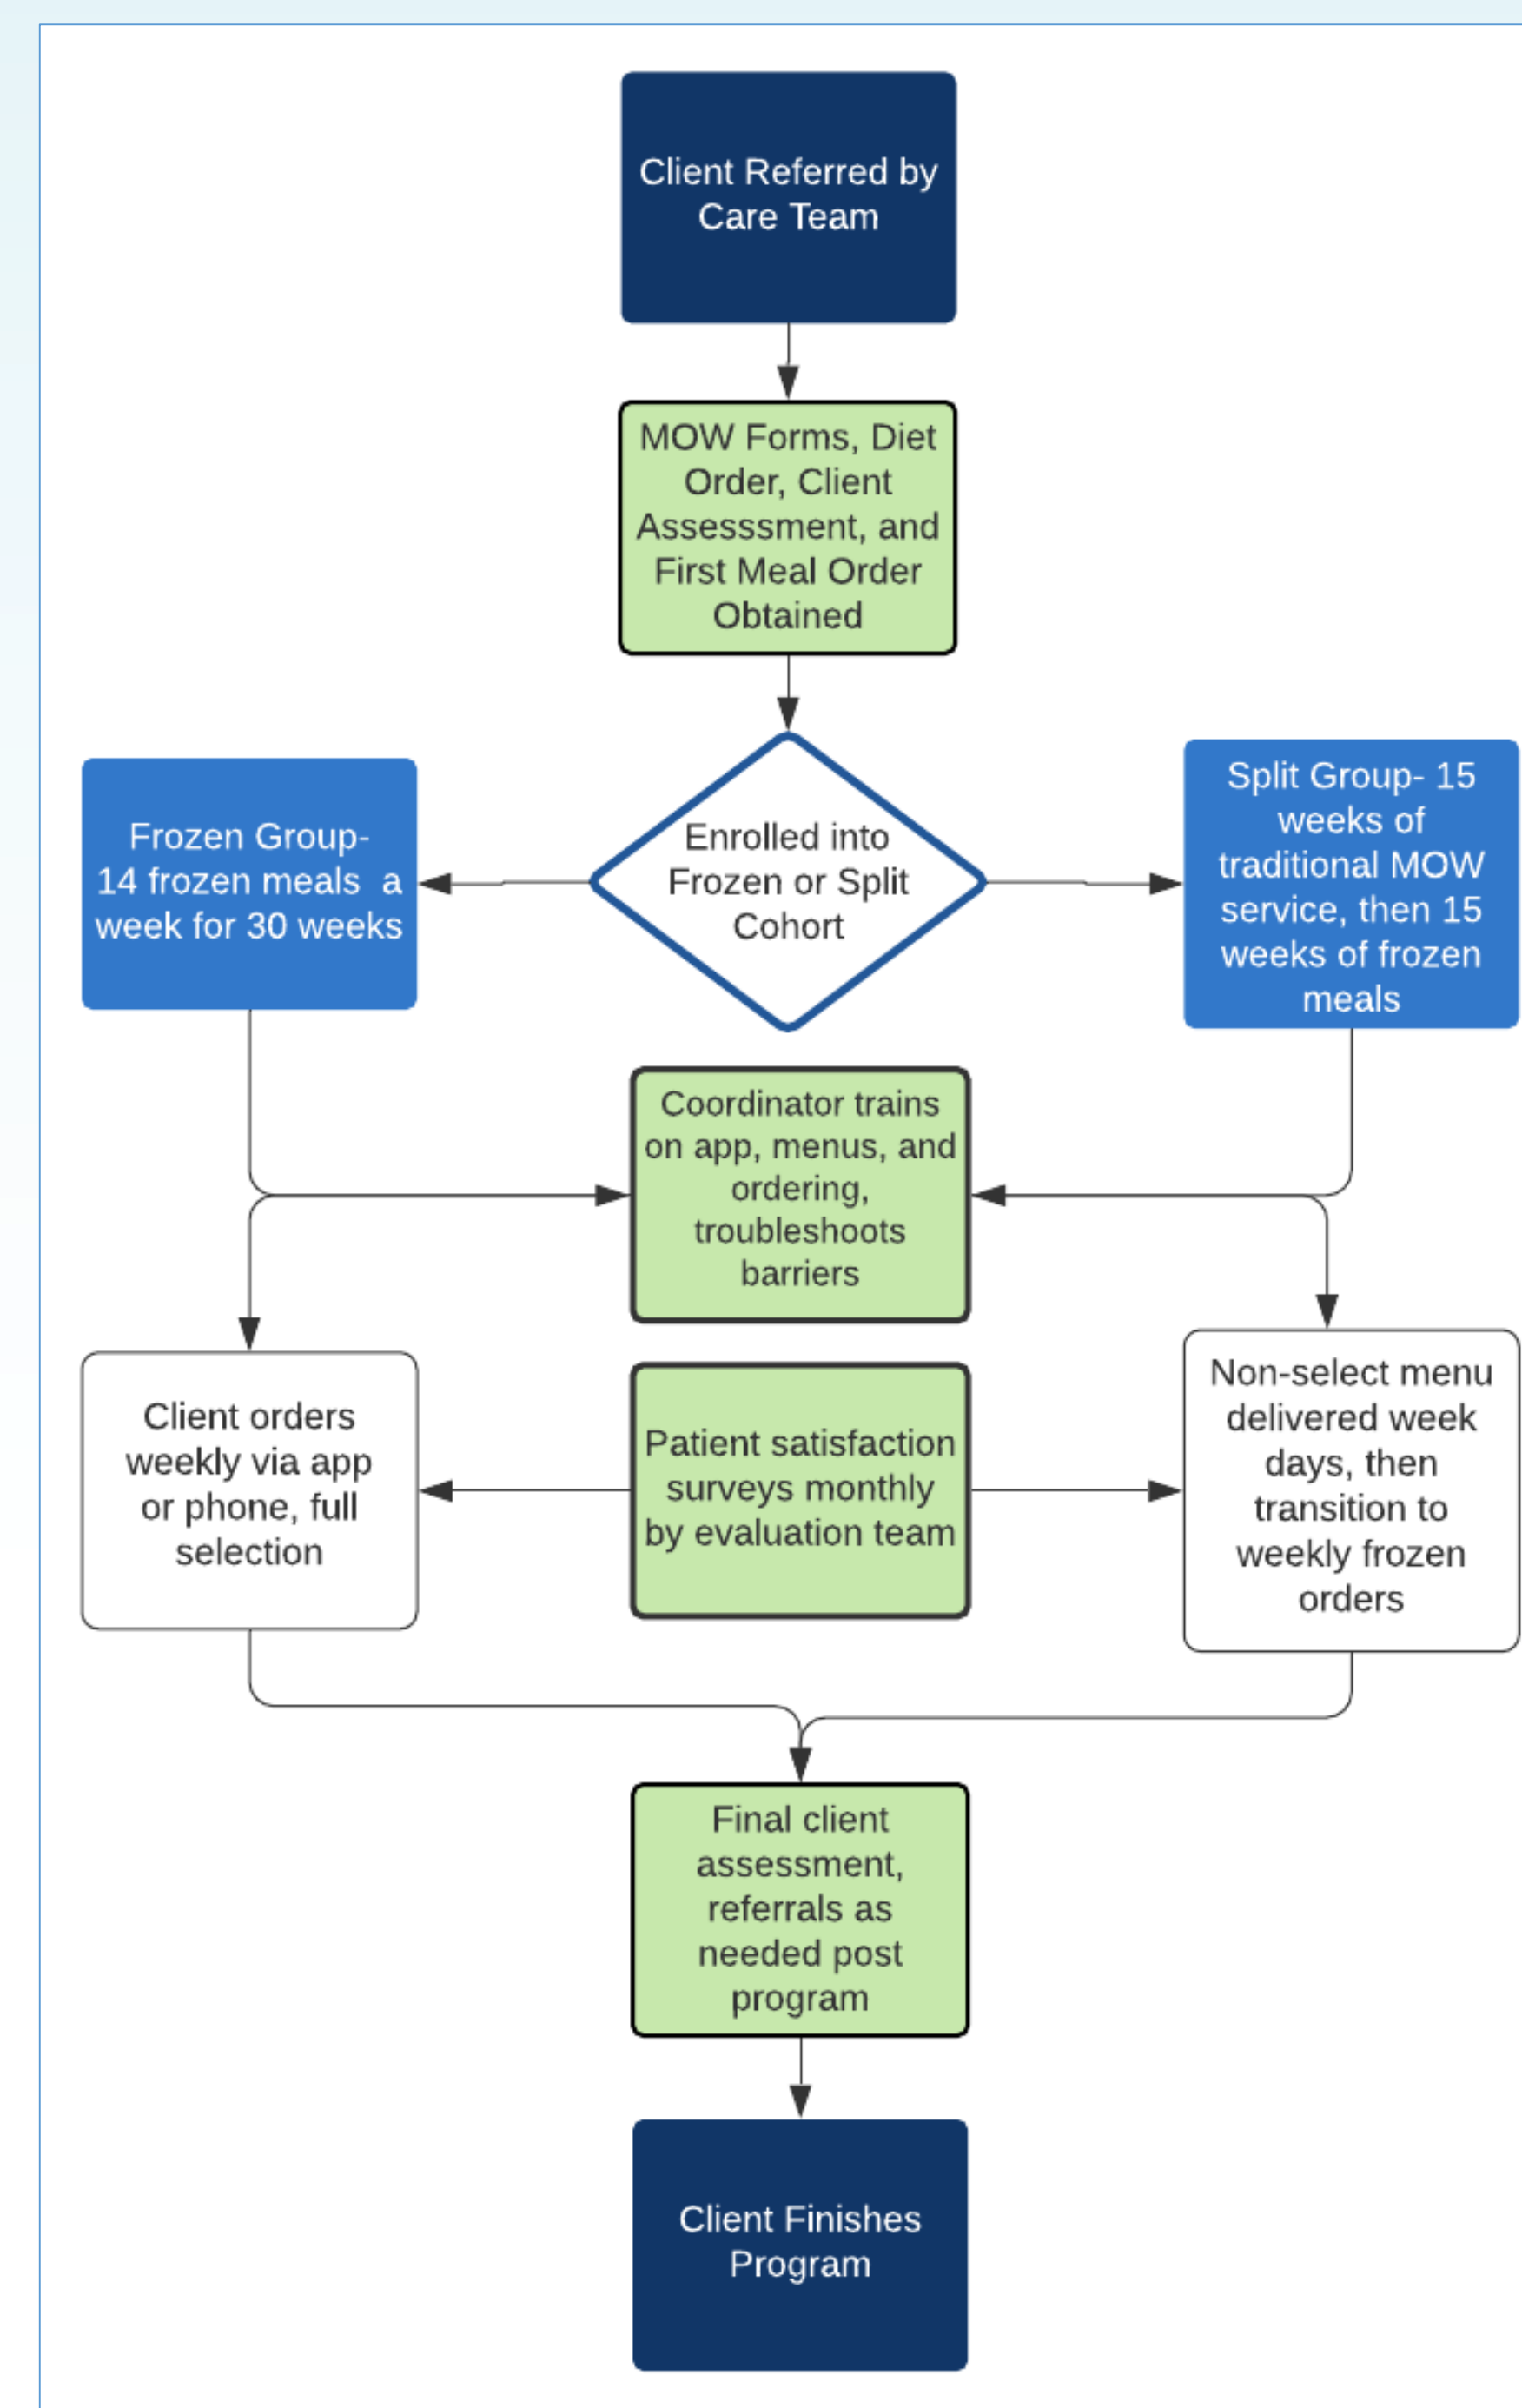 Client Referred by
Care Team
MOW Forms, Diet
Order, Client
Assesssment, and
First Meal Order
Obtained
Frozen Group-
14 frozen meals  a
week for 30 weeks
Enrolled into
Frozen or Split
Cohort
Split Group- 15
weeks of
traditional MOW
service, then 15
weeks of frozen
meals
Coordinator trains
on app, menus, and
ordering,
troubleshoots
barriers
Client orders
weekly via app
or phone, full
selection
Patient satisfaction
surveys monthly
by evaluation team
Non-select menu
delivered week
days, then
transition to
weekly frozen
orders
Final client
assessment,
referrals as
needed post
program
Client Finishes
Program